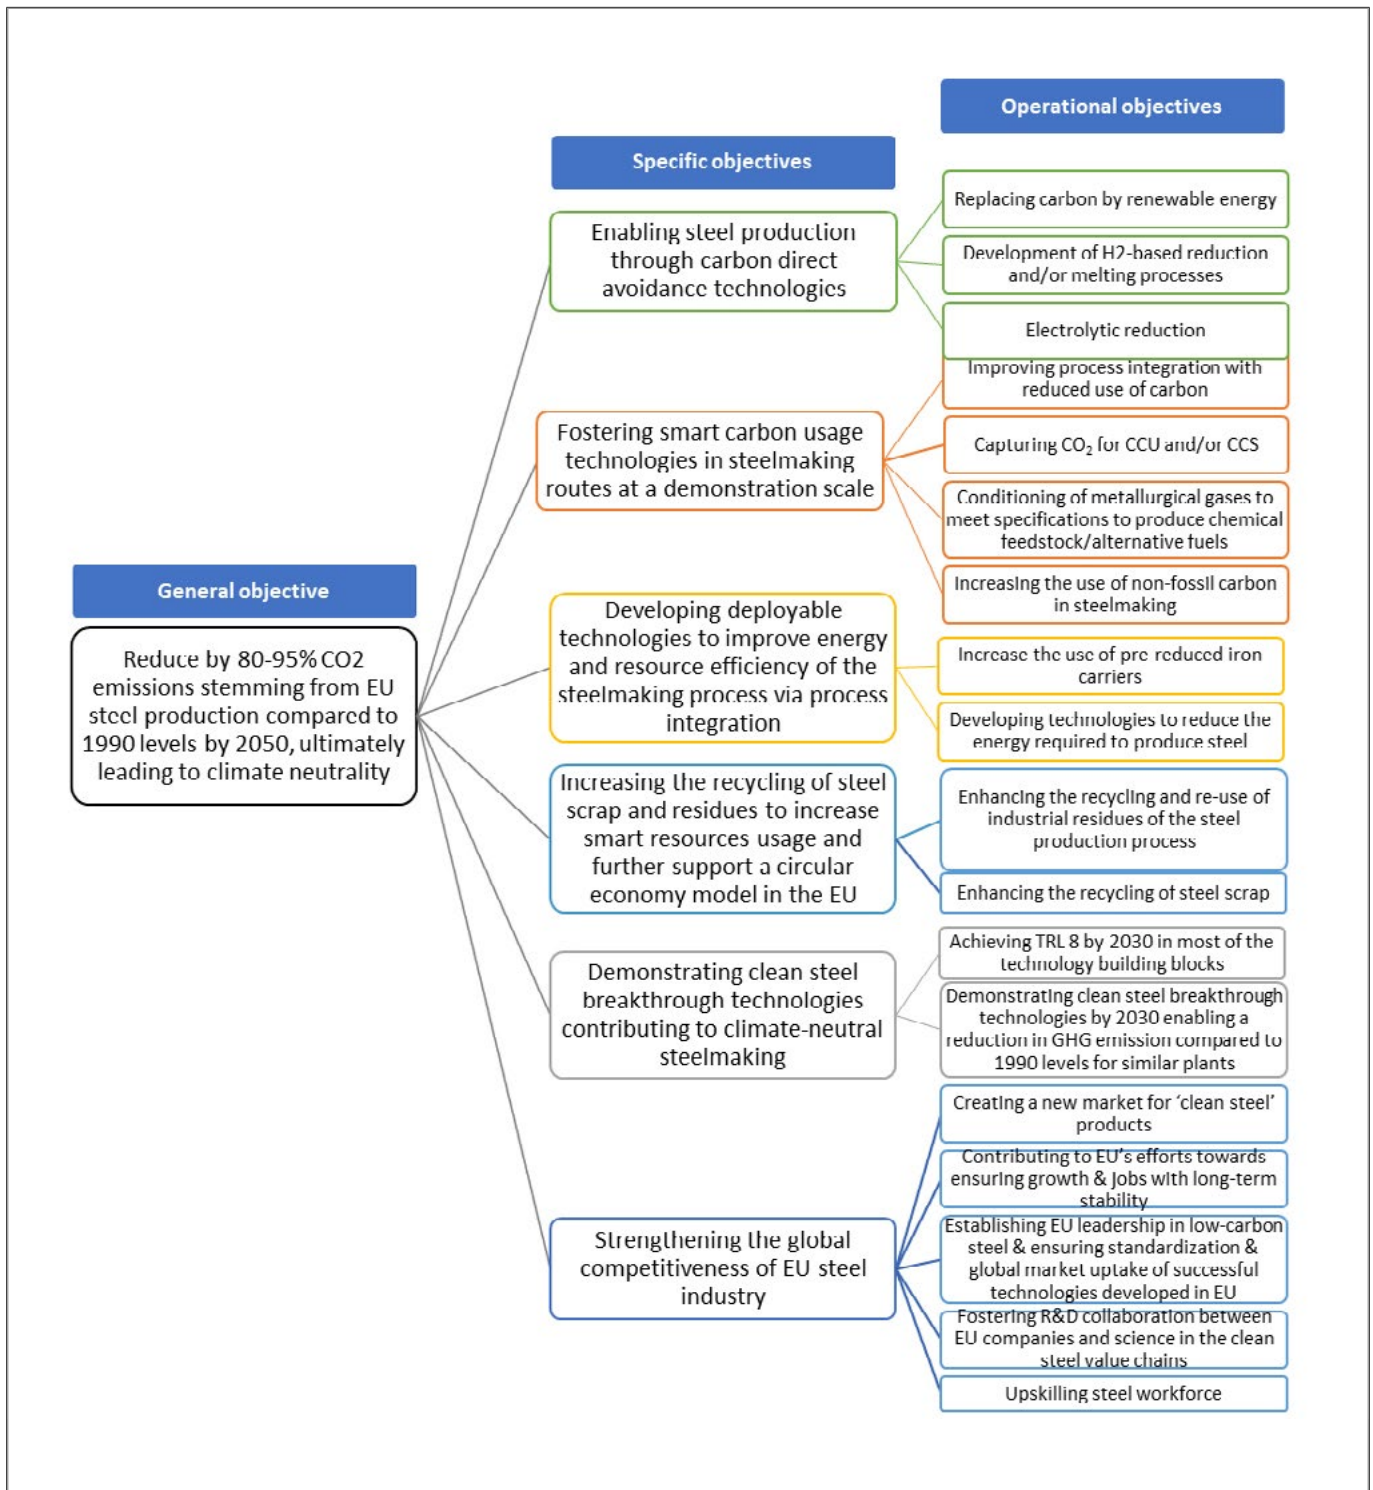 Operational objectives
Specific objectives
Replacing carbon by renewable energy
Enabling steel production
through carbon direct
avoidance technologies
Development of H2-based reduction
and/or melting processes
Electrolytic reduction
Improving process integration with
reduced use of carbon
Fostering smart carbon usage
technologies in steelmaking
routes at a demonstration scale
Capturing CO₂ for CCU and/or CCS
Conditioning of metallurgical gases to
meet specifications to produce chemical
feedstock/alternative fuels
Increasing the use of non-fossil carbon
in steelmaking
General objective
Reduce by 80-95% CO2
emissions stemming from EU
steel production compared to
1990 levels by 2050, ultimately
leading to climate neutrality
Developing deployable
technologies to improve energy
and resource efficiency of the
steelmaking process via process
integration
Increase the use of pre-reduced iron
carriers
Developing technologies to reduce the
energy required to produce steel
Increasing the recycling of steel
scrap and residues to increase
smart resources usage and
further support a circular
economy model in the EU
Enhancing the recycling and re-use of
industrial residues of the steel
production process
Enhancing the recycling of steel scrap
Demonstrating clean steel
breakthrough technologies
contributing to climate-neutral
steelmaking
Achieving TRL 8 by 2030 in most of the
technology building blocks
Demonstrating clean steel breakthrough
technologies by 2030 enabling a
reduction in GHG emission compared to
1990 levels for similar plants
Strengthening the global
competitiveness of EU steel
industry
Creating a new market for ‘clean steel’
products
Contributing to EU’s efforts towards
ensuring growth & jobs with long-term
stability
Establishing EU leadership in low-carbon
steel & ensuring standardization &
global market uptake of successful
technologies developed in EU
Fostering R&D collaboration between
EU companies and science in the clean
steel value chains
Upskilling steel workforce